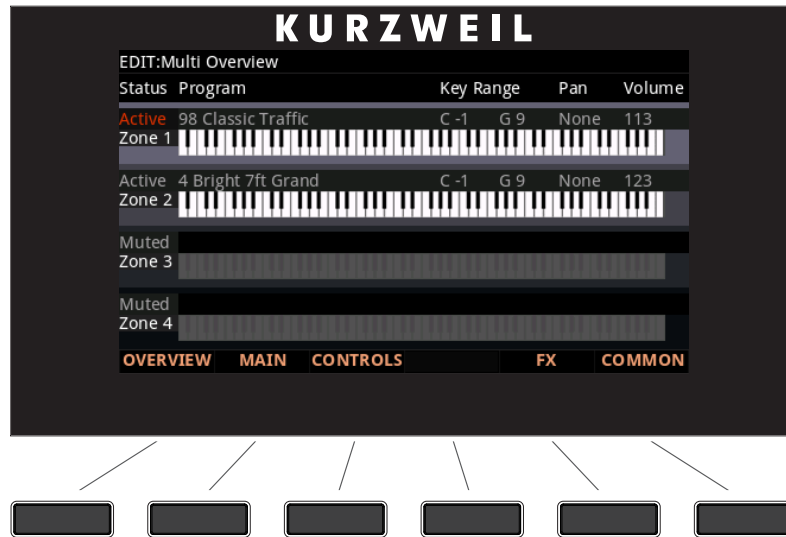 KURZWEIL
EDIT:Multi Overview
Status Program Key Range Pan Volume
Active 98 Classic Traffic C -1 G 9 None 113
Zone 1
Active 4 Bright 7ft Grand C -1 G 9 None 123
Zone 2
Muted
Zone 3
Muted
Zone 4
OVERVIEW MAIN CONTROLS FX COMMON